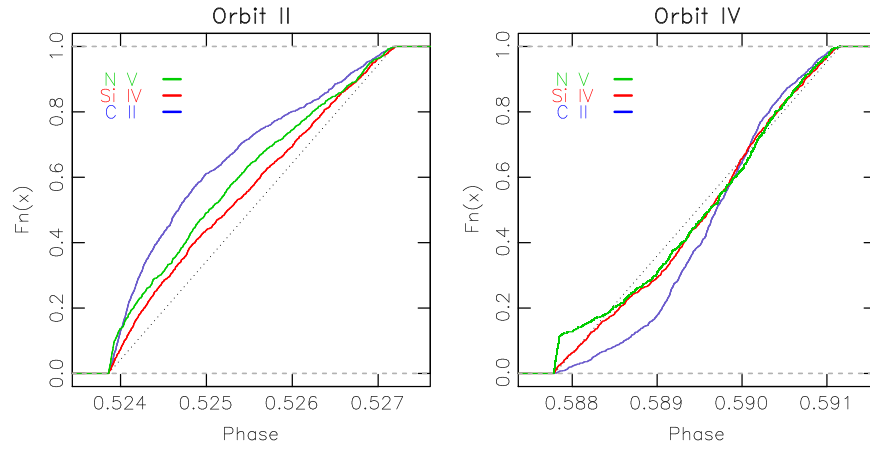 Orbit II
Fn(x)
1.0
0.8
0.6
0.4
0.2
0.0
N V
Si IV
C II
0.524
0.525
0.526
0.527
Phase
Orbit IV
Fn(x)
1.0
0.8
0.6
0.4
0.2
0.0
N V
Si IV
C II
0.588
0.589
0.590
0.591
Phase